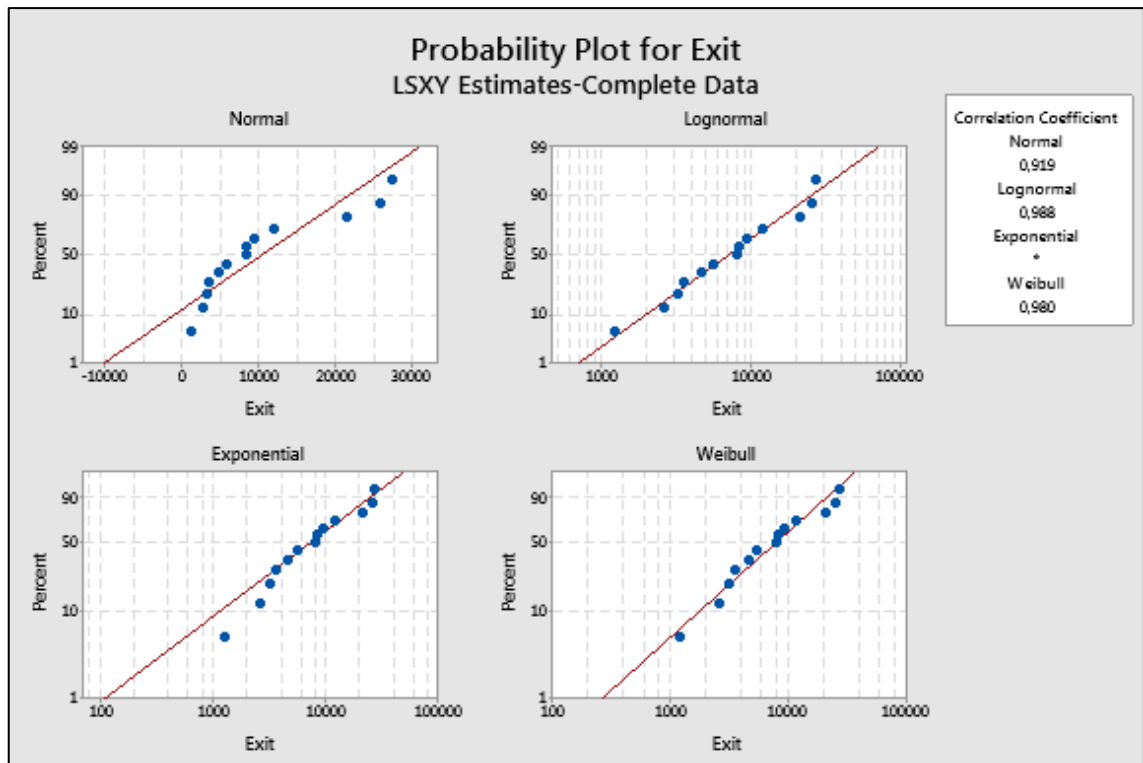 Probability Plot for Exit
LSXY Estimates-Complete Data
Normal
99
90
50
10
1
Percent
-10000 0 10000 20000 30000
Exit
Lognormal
99
90
50
10
1
Percent
1000 10000 100000
Exit
Correlation Coefficient
Normal
0,919
Lognormal
0,988
Exponential
*
Weibull
0,980
Exponential
90
50
10
1
Percent
100 1000 10000 100000
Exit
Weibull
90
50
10
1
Percent
100 1000 10000 100000
Exit